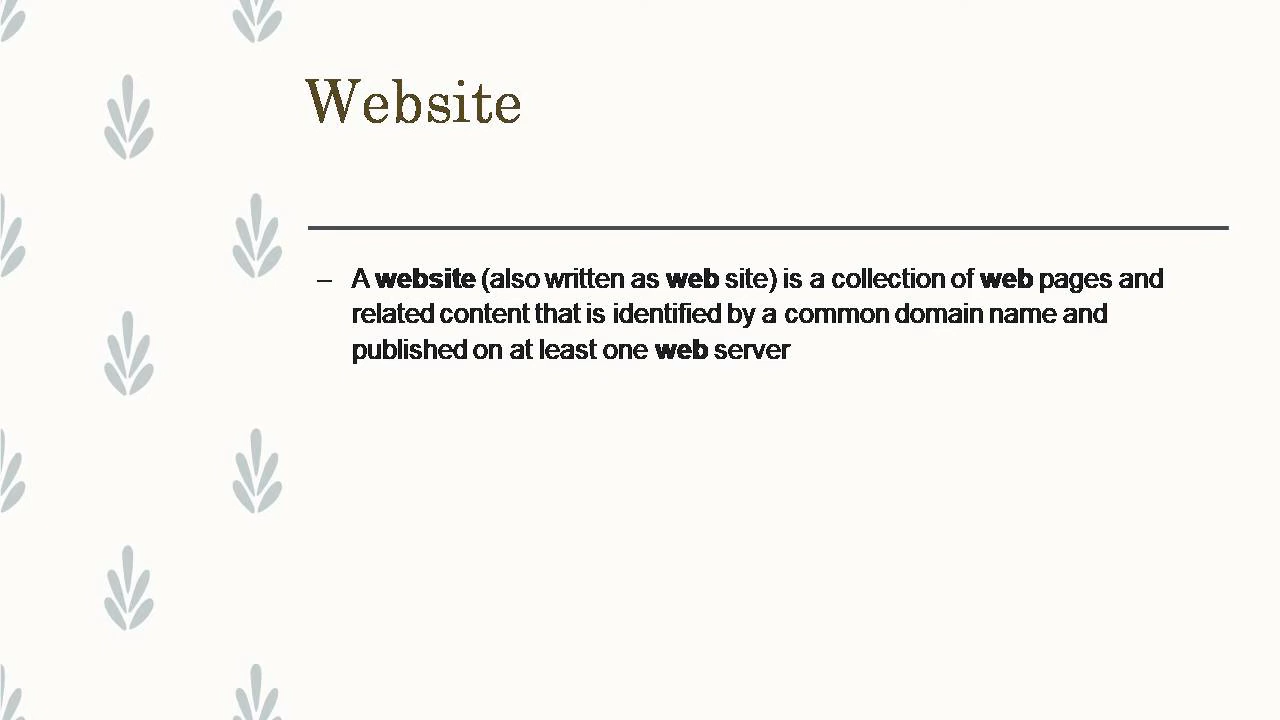 Website
– A website (also written as web site) is a collection of web pages and
related content that is identified by a common domain name and
published on at least one web server